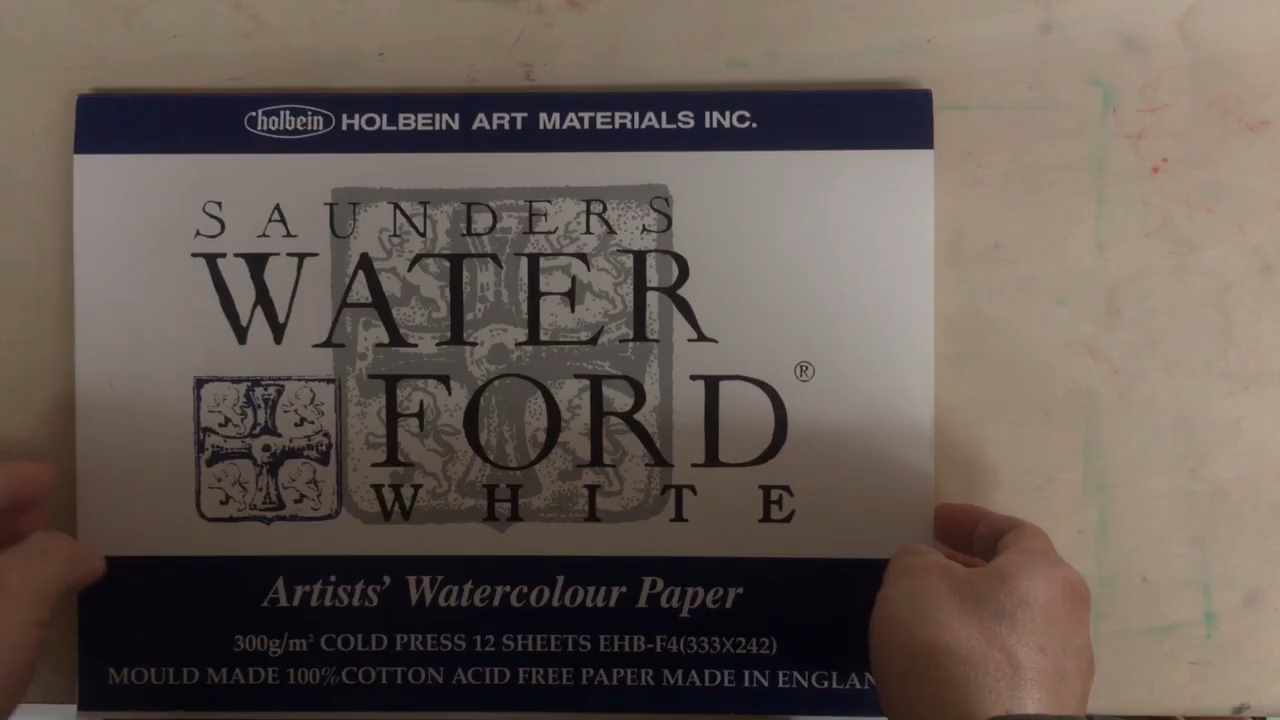 holbein HOLBEIN ART MATERIALS INC.
SAUNDERS
WATER
FORD®
WHITE
Artists' Watercolour Paper
300g/m² COLD PRESS 12 SHEETS EHB-F4(333X242)
MOULD MADE 100% COTTON ACID FREE PAPER MADE IN ENGLAN